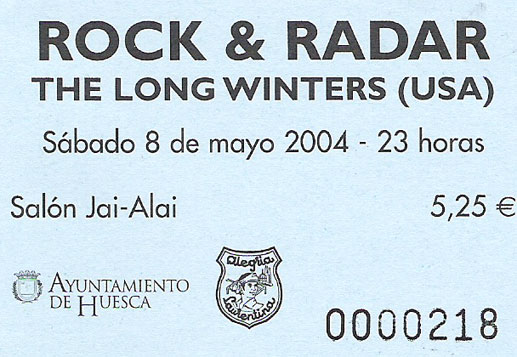 ROCK & RADAR
THE LONG WINTERS (USA)
Sábado 8 de mayo 2004 - 23 horas
Salón Jai-Alai 5,25 €
AYUNTAMIENTO
DE HUESCA
Alegria
Laurentina
0000218